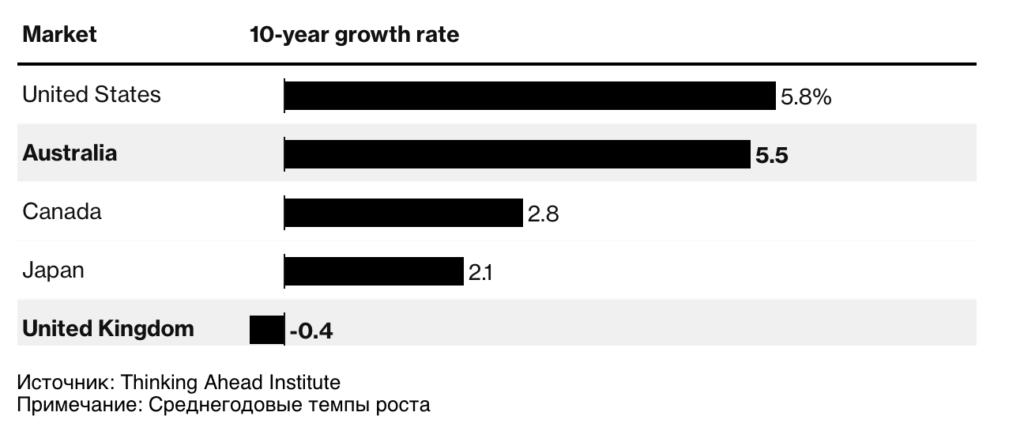 Market 10-year growth rate
United States 5.8%
Australia 5.5
Canada 2.8
Japan 2.1
United Kingdom -0.4
Источник: Thinking Ahead Institute
Примечание: Среднегодовые темпы роста